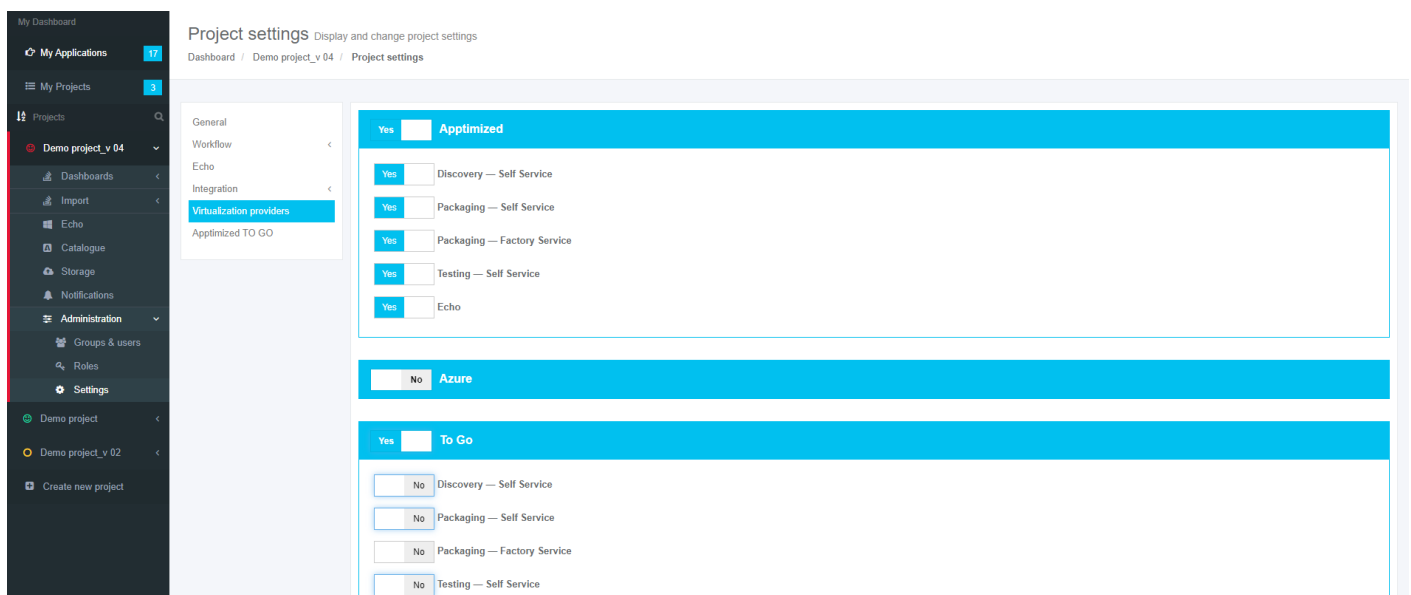 My Dashboard
My Applications 17
My Projects 3
Projects
Demo project_v 04
Dashboards
Import
Echo
Catalogue
Storage
Notifications
Administration
Groups & users
Roles
Settings
Demo project
Demo project_v 02
Create new project
Project settings Display and change project settings
Dashboard / Demo project_v 04 / Project settings
General
Workflow
Echo
Integration
Virtualization providers
Apptimized TO GO
Yes Apptimized
Yes Discovery — Self Service
Yes Packaging — Self Service
Yes Packaging — Factory Service
Yes Testing — Self Service
Yes Echo
No Azure
Yes To Go
No Discovery — Self Service
No Packaging — Self Service
No Packaging — Factory Service
No Testing — Self Service